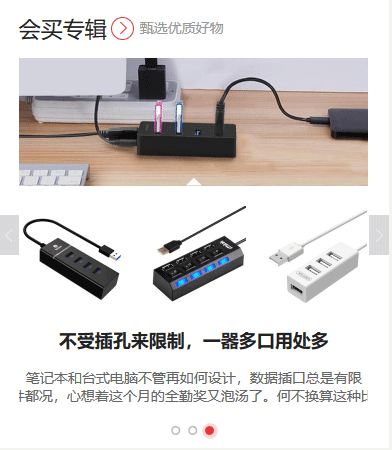 会买专辑
甄选优质好物
不受插孔来限制，一器多口用处多
笔记本和台式电脑不管再如何设计，数据插口总是有限
都况，心想着这个月的全勤奖又泡汤了。何不换算这种